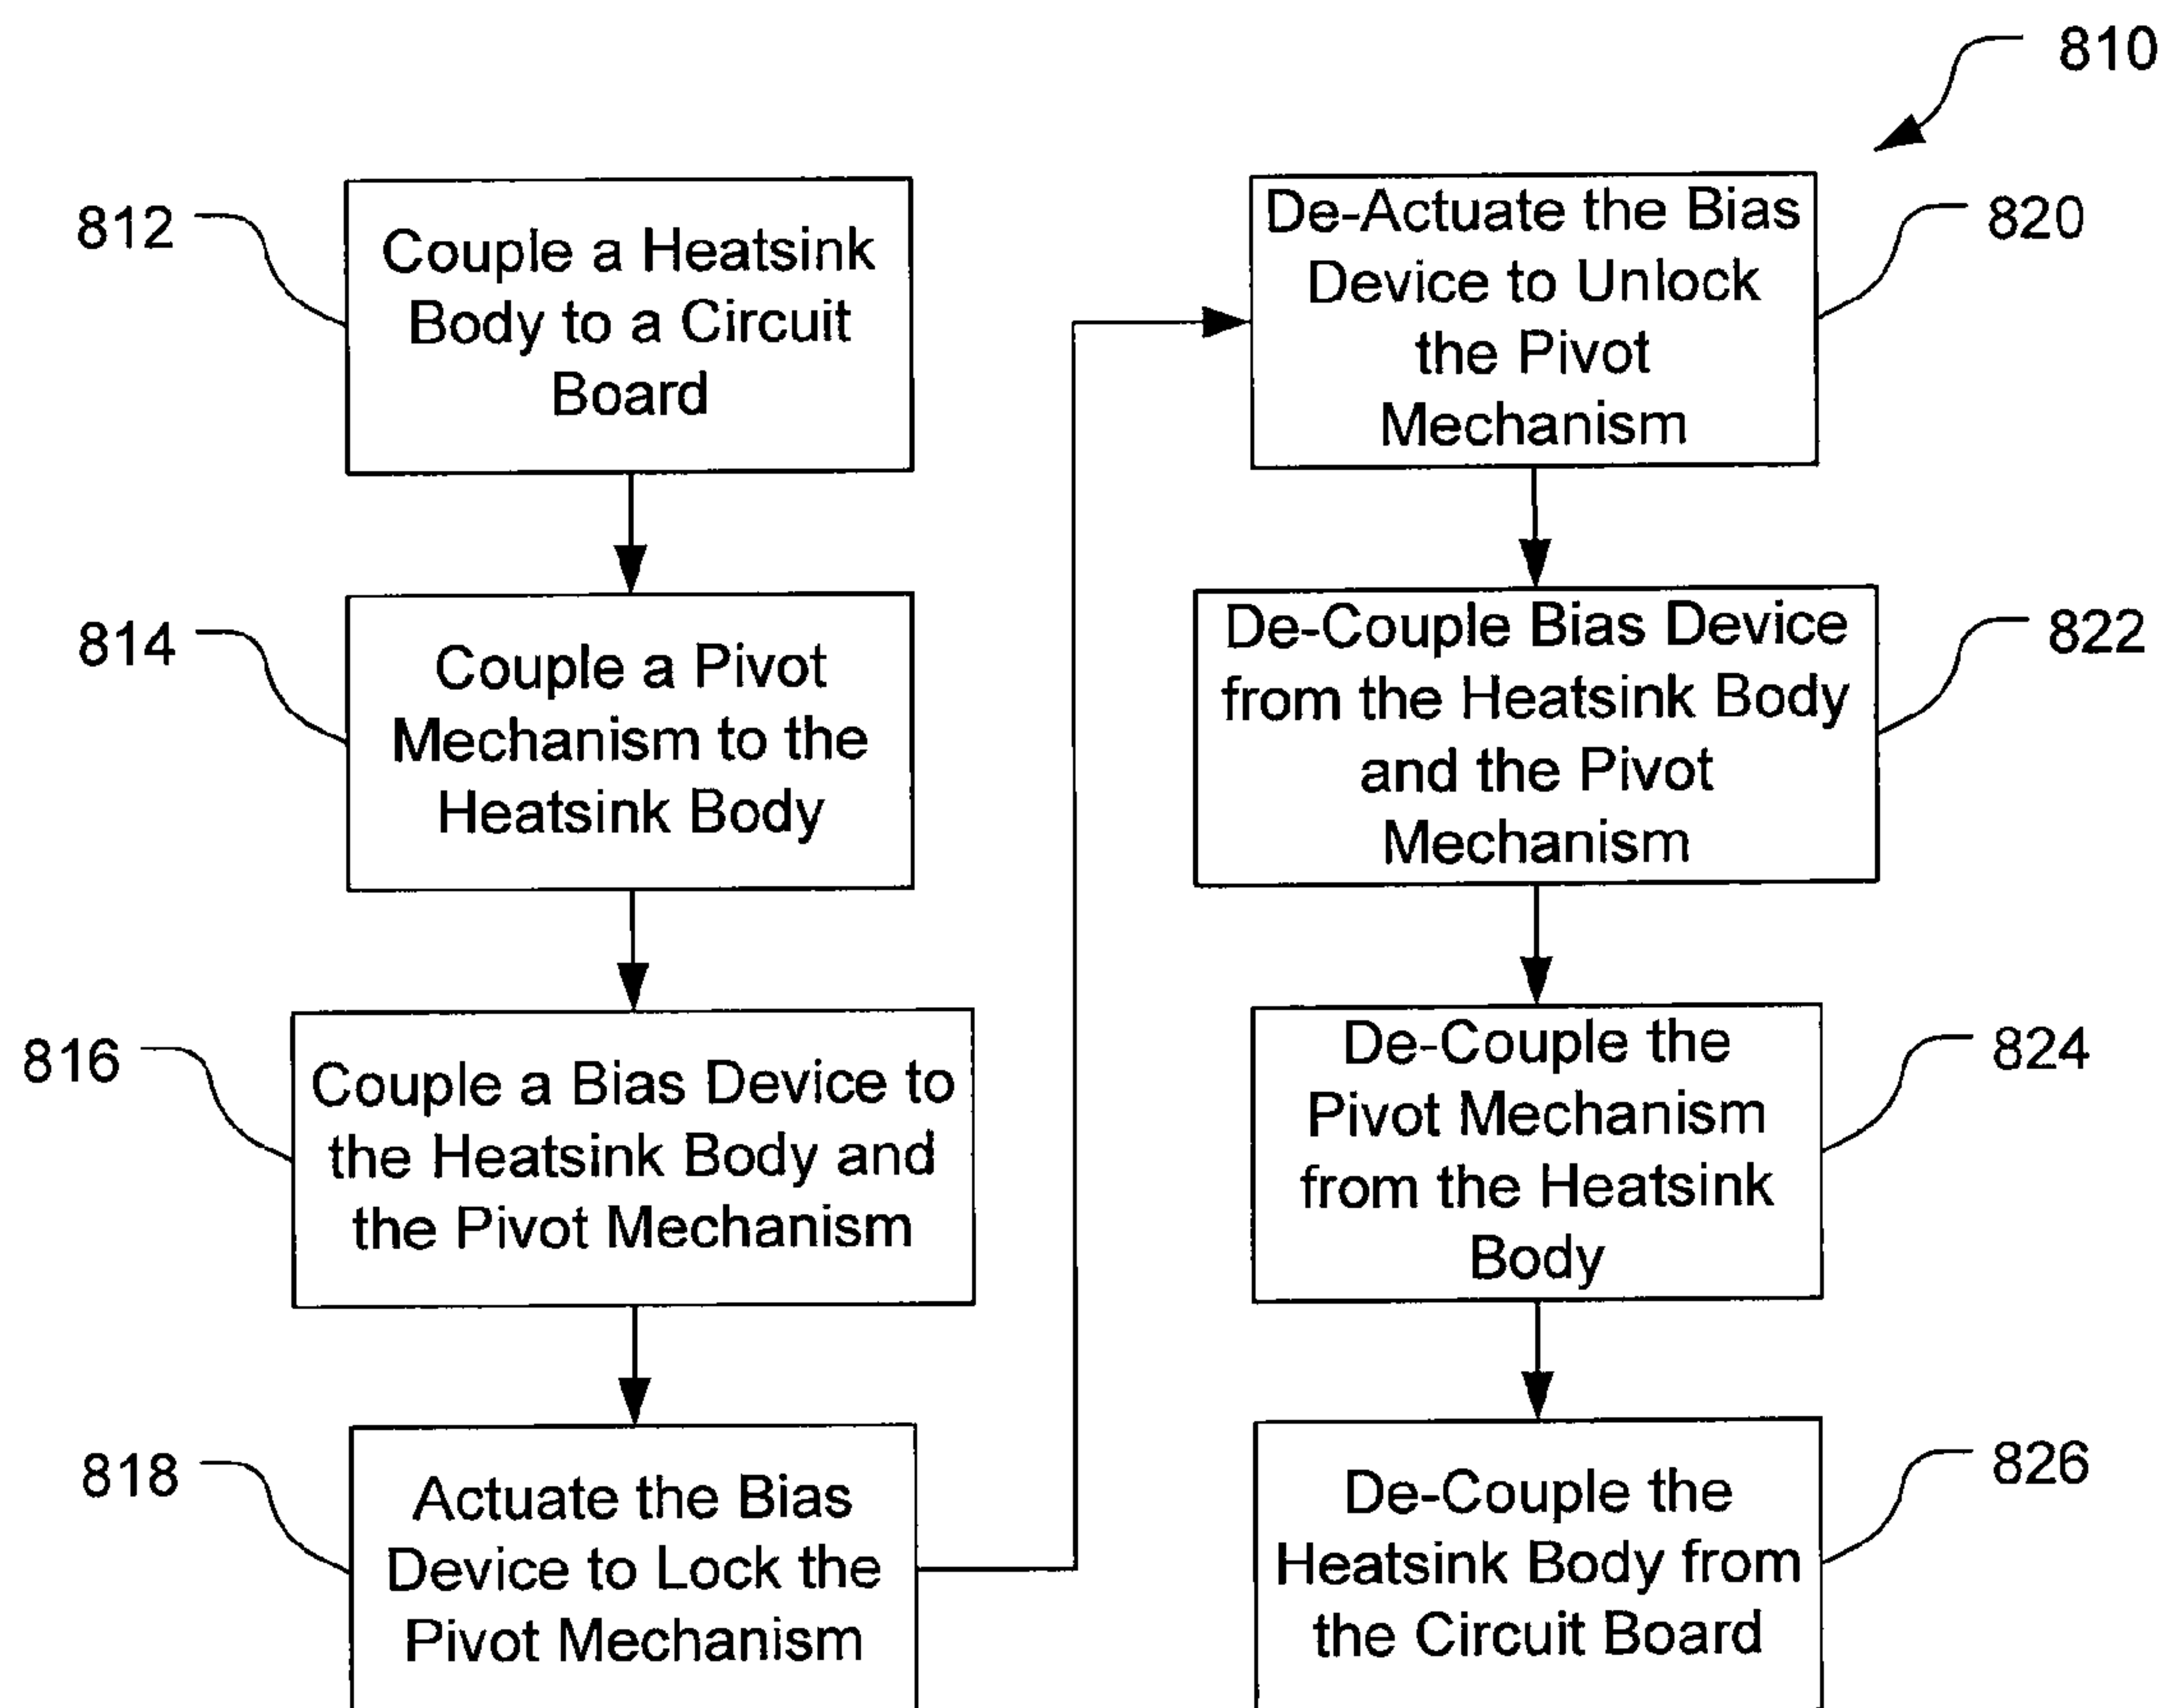 810
812
Couple a Heatsink
Body to a Circuit
Board
814
Couple a Pivot
Mechanism to the
Heatsink Body
816
Couple a Bias Device to
the Heatsink Body and
the Pivot Mechanism
818
Actuate the Bias
Device to Lock the
Pivot Mechanism
820
De-Actuate the Bias
Device to Unlock
the Pivot
Mechanism
822
De-Couple Bias Device
from the Heatsink Body
and the Pivot
Mechanism
824
De-Couple the
Pivot Mechanism
from the Heatsink
Body
826
De-Couple the
Heatsink Body from
the Circuit Board